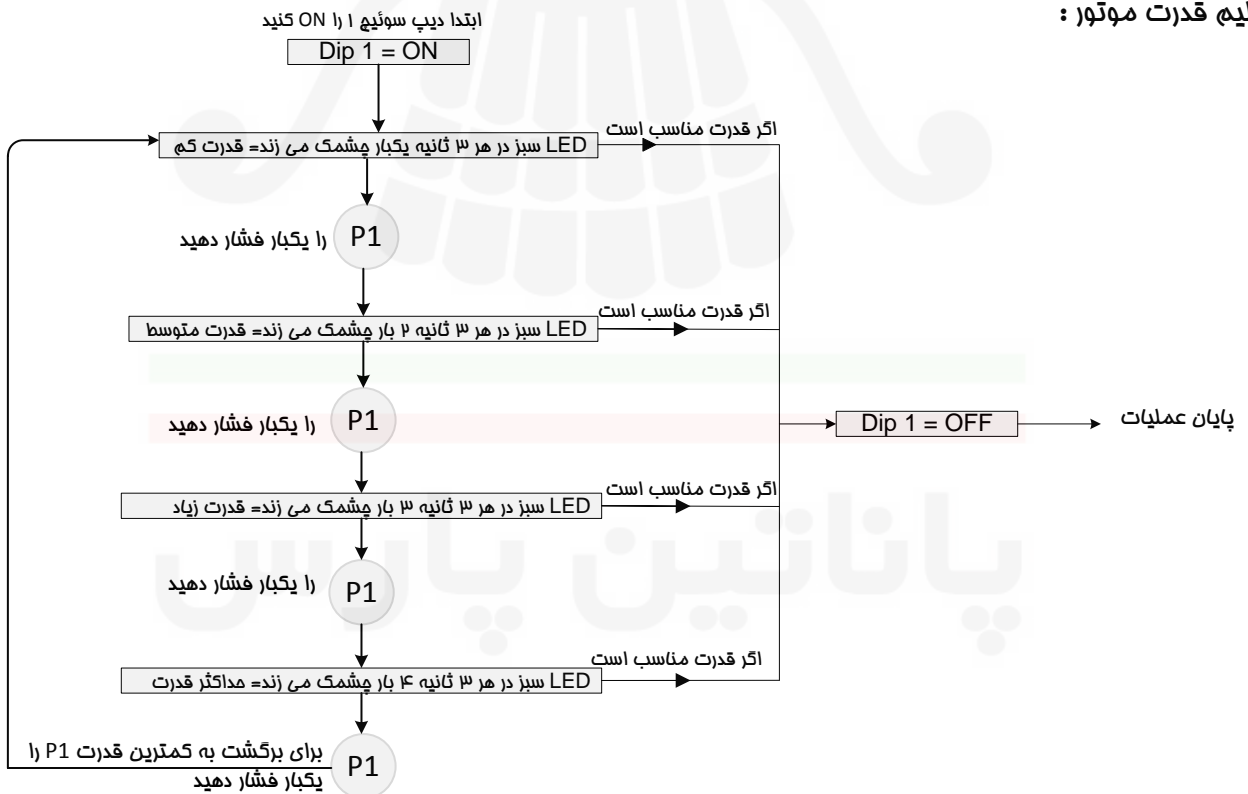 قدرت موتور :
ابتدا دیپ سوئیچ ۱ را ON کنید
Dip 1 = ON
LED سبز در هر ۳ ثانیه یکبار چشمک می زند= قدرت کم
اگر قدرت مناسب است
P1 را یکبار فشار دهید
LED سبز در هر ۳ ثانیه ۲ بار چشمک می زند= قدرت متوسط
اگر قدرت مناسب است
P1 را یکبار فشار دهید
Dip 1 = OFF
پایان عملیات
LED سبز در هر ۳ ثانیه ۳ بار چشمک می زند= قدرت زیاد
اگر قدرت مناسب است
پاناتین پارس
P1 را یکبار فشار دهید
LED سبز در هر ۳ ثانیه ۴ بار چشمک می زند= حداکثر قدرت
اگر قدرت مناسب است
P1
برای برگشت به کمترین قدرت P1 را
یکبار فشار دهید